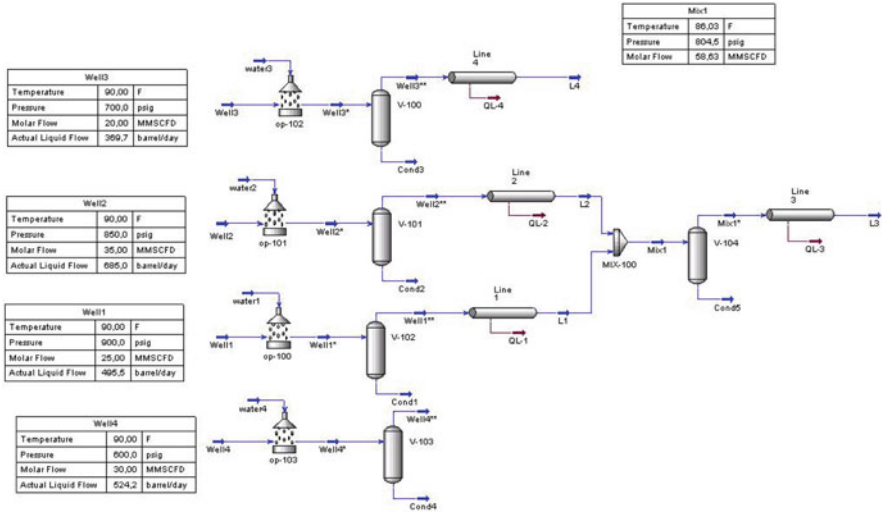 Mix1
Temperature 86,03 F
Pressure 804,5 psig
Molar Flow 58,63 MMSCFD
Well3
Temperature 90,00 F
Pressure 700,0 psig
Molar Flow 20,00 MMSCFD
Actual Liquid Flow 369,7 barrel/day
water3
Well3
op-102
Well3*
V-100
Well3**
Cond3
Line
4
QL-4
L4
Well2
Temperature 90,00 F
Pressure 850,0 psig
Molar Flow 35,00 MMSCFD
Actual Liquid Flow 685,0 barrel/day
water2
Well2
op-101
Well2*
V-101
Well2**
Cond2
Line
2
QL-2
L2
MIX-100
Mix1
V-104
Mix1*
Cond5
Line
3
QL-3
L3
Well1
Temperature 90,00 F
Pressure 900,0 psig
Molar Flow 25,00 MMSCFD
Actual Liquid Flow 495,5 barrel/day
water1
Well1
op-100
Well1*
V-102
Well1**
Cond1
Line
1
QL-1
L1
Well4
Temperature 90,00 F
Pressure 600,0 psig
Molar Flow 30,00 MMSCFD
Actual Liquid Flow 524,2 barrel/day
water4
Well4
op-103
Well4*
V-103
Well4**
Cond4